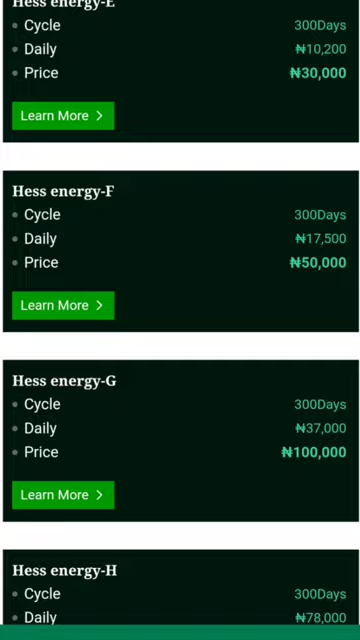 Hess energy-E
Cycle 300Days
Daily ₦10,200
Price ₦30,000
Learn More
Hess energy-F
Cycle 300Days
Daily ₦17,500
Price ₦50,000
Learn More
Hess energy-G
Cycle 300Days
Daily ₦37,000
Price ₦100,000
Learn More
Hess energy-H
Cycle 300Days
Daily ₦78,000